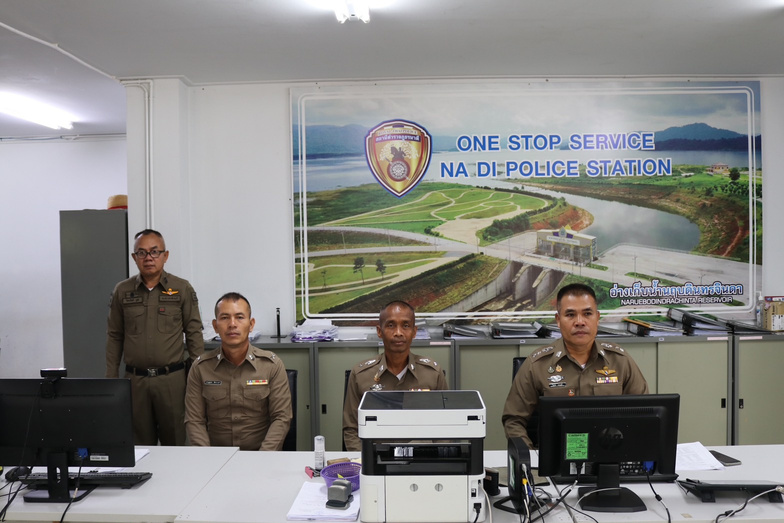 ONE STOP SERVICE
NA DI POLICE STATION
อ่างเก็บน้ำนฤบดินทรจินดา
NARUEBODINDRACHINTA RESERVOIR